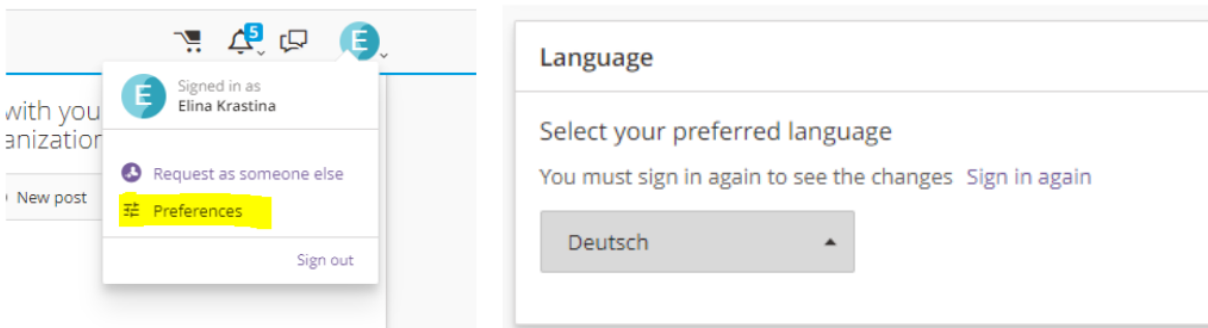 5
E
E
Signed in as
Elina Krastina
with you
anization
Request as someone else
New post
Preferences
Sign out
Language
Select your preferred language
You must sign in again to see the changes Sign in again
Deutsch